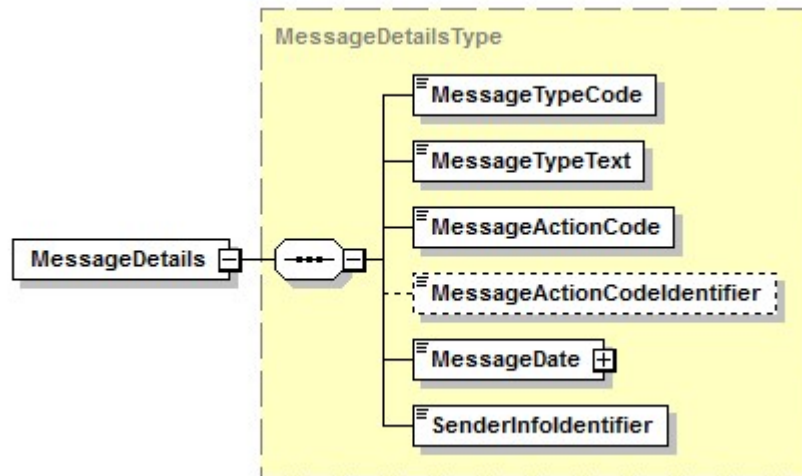 MessageDetailsType
MessageTypeCode
MessageTypeText
MessageActionCode
MessageDetails
MessageActionCodeIdentifier
MessageDate
SenderInfoIdentifier